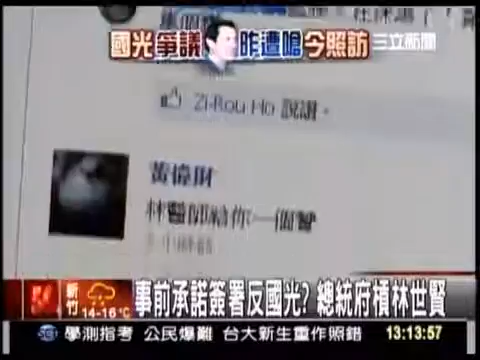 國光爭議 昨遭嗆今照訪 三立新聞
Zi-Rou Ho 說讚。
黃偉財
林醫師給你一個讚
新竹
14-16°C
事前承諾簽署反國光? 總統府槓林世賢
SET 學測指考 公民爆難 台大新生重作照錯 13:13:57